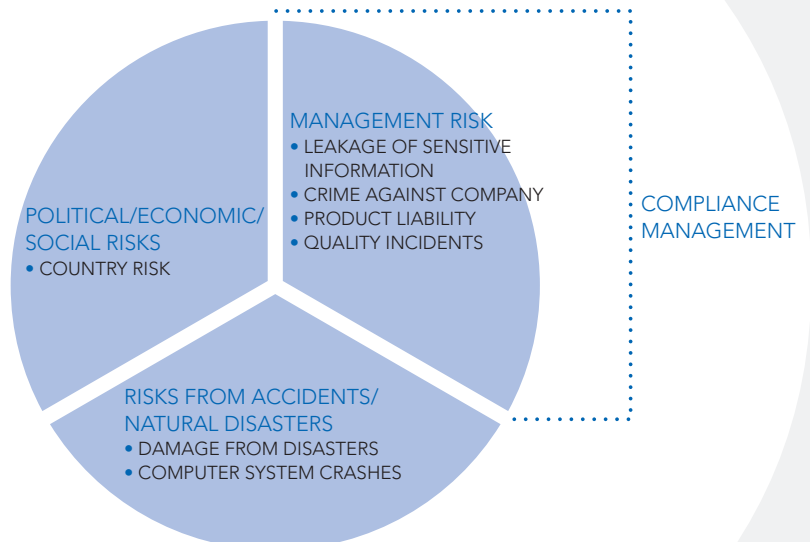 MANAGEMENT RISK
• LEAKAGE OF SENSITIVE
INFORMATION
• CRIME AGAINST COMPANY
• PRODUCT LIABILITY
• QUALITY INCIDENTS
COMPLIANCE
MANAGEMENT
POLITICAL/ECONOMIC/
SOCIAL RISKS
• COUNTRY RISK
RISKS FROM ACCIDENTS/
NATURAL DISASTERS
• DAMAGE FROM DISASTERS
• COMPUTER SYSTEM CRASHES